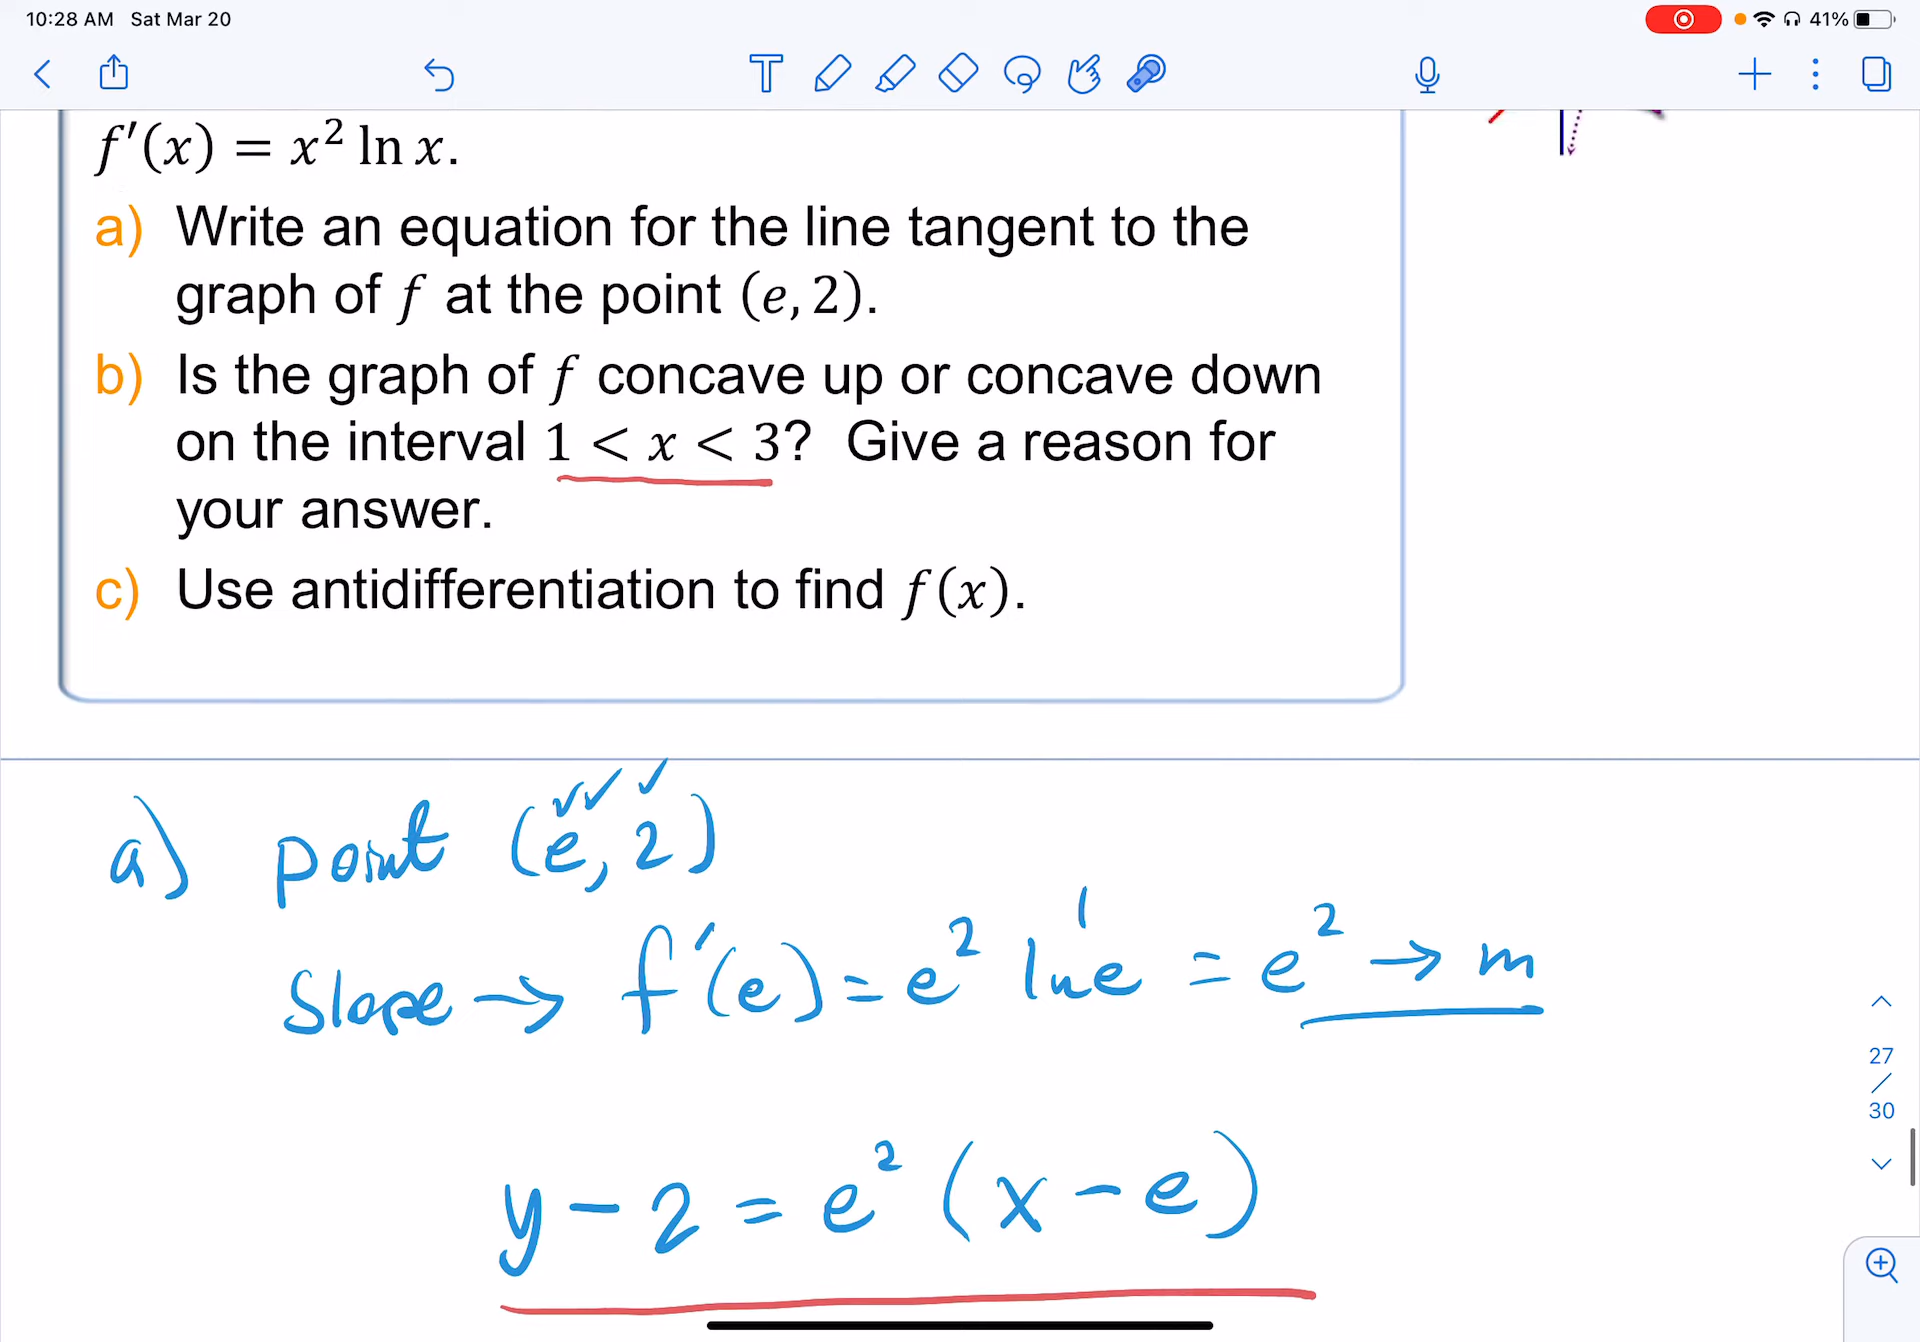 10:28 AM Sat Mar 20
41%
T
f′(x) = x² ln x.
a) Write an equation for the line tangent to the
graph of f at the point (e, 2).
b) Is the graph of f concave up or concave down
on the interval 1 < x < 3? Give a reason for
your answer.
c) Use antidifferentiation to find f(x).
a) point (e, 2)
1
Slope → f′(e) = e² ln e = e² → m
y − 2 = e² (x − e)
27
/
30